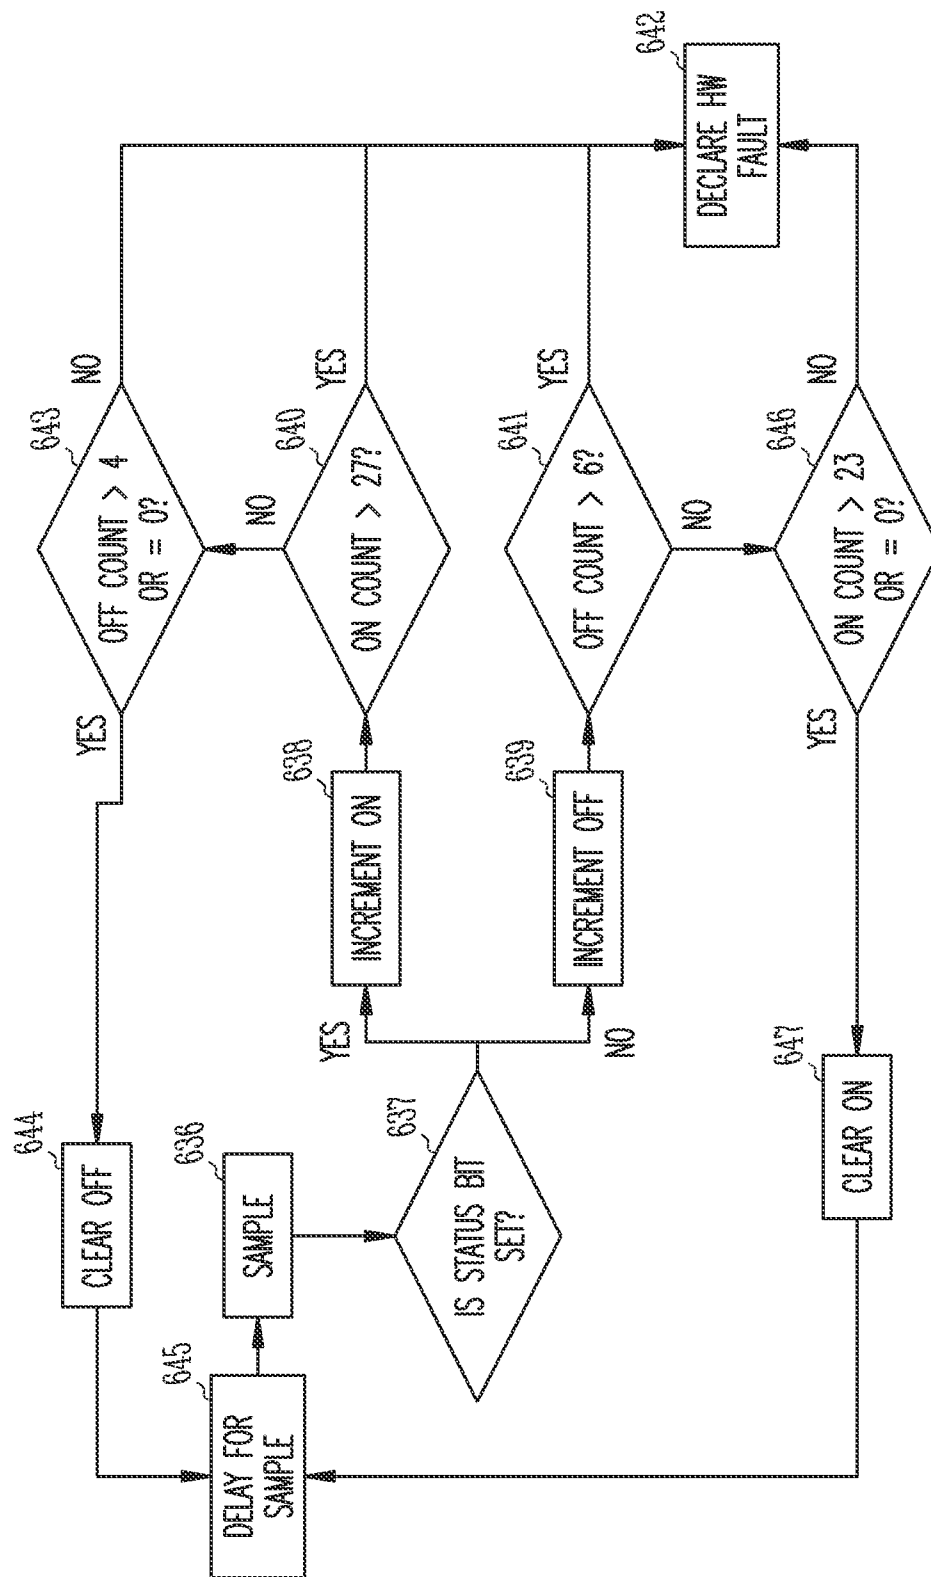 643
OFF COUNT > 4
OR = 0?
YES
NO
644
CLEAR OFF
645
DELAY FOR
SAMPLE
636
SAMPLE
637
IS STATUS BIT
SET?
YES
NO
638
INCREMENT ON
640
ON COUNT > 27?
NO
YES
639
INCREMENT OFF
641
OFF COUNT > 6?
YES
NO
642
DECLARE HW
FAULT
646
ON COUNT > 23
OR = 0?
YES
NO
647
CLEAR ON